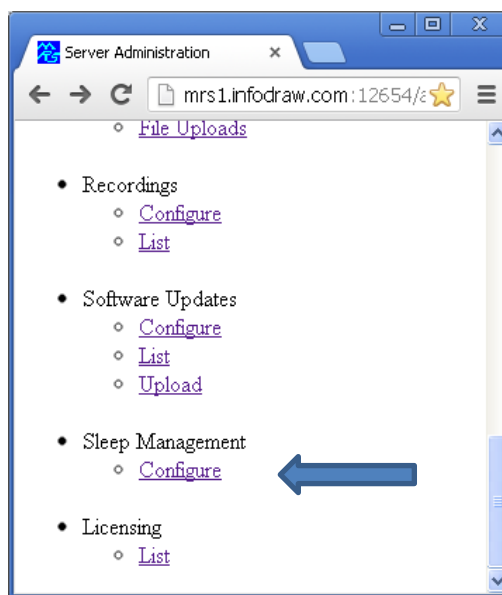 Server Administration
mrs1.infodraw.com:12654/a
File Uploads
Recordings
Configure
List
Software Updates
Configure
List
Upload
Sleep Management
Configure
Licensing
List